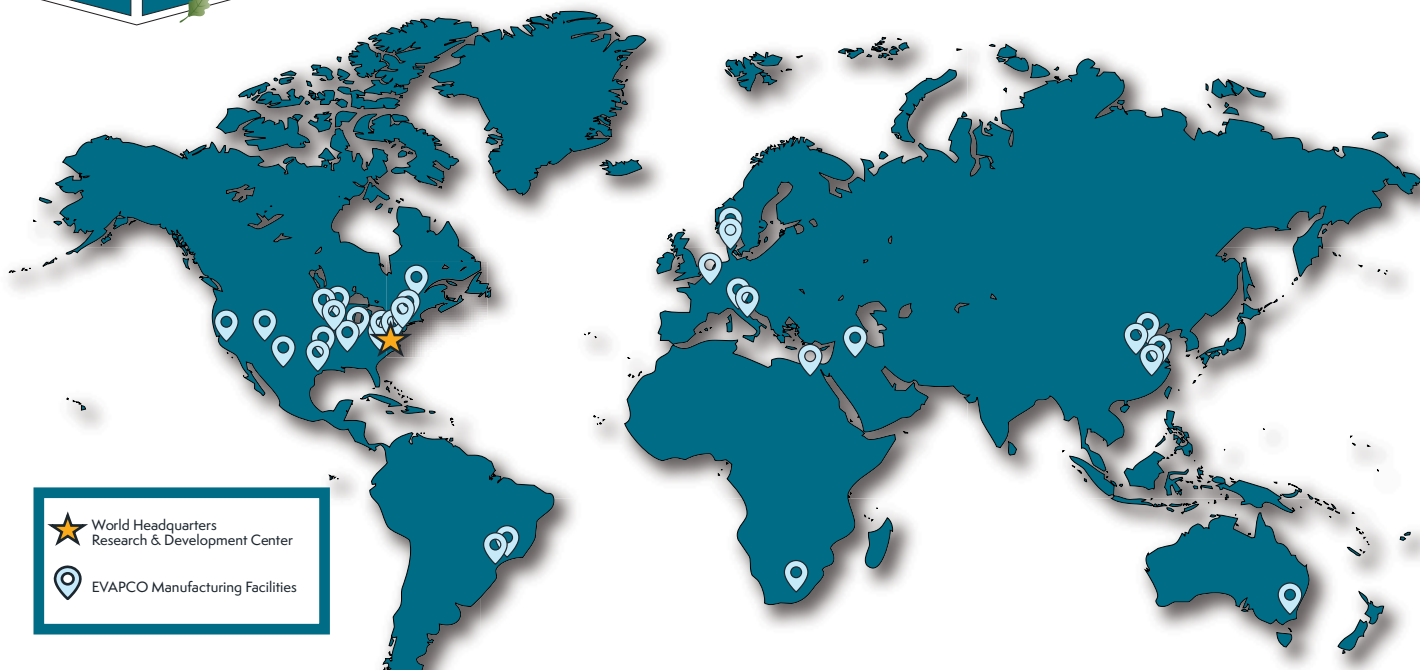 World Headquarters
Research & Development Center
EVAPCO Manufacturing Facilities